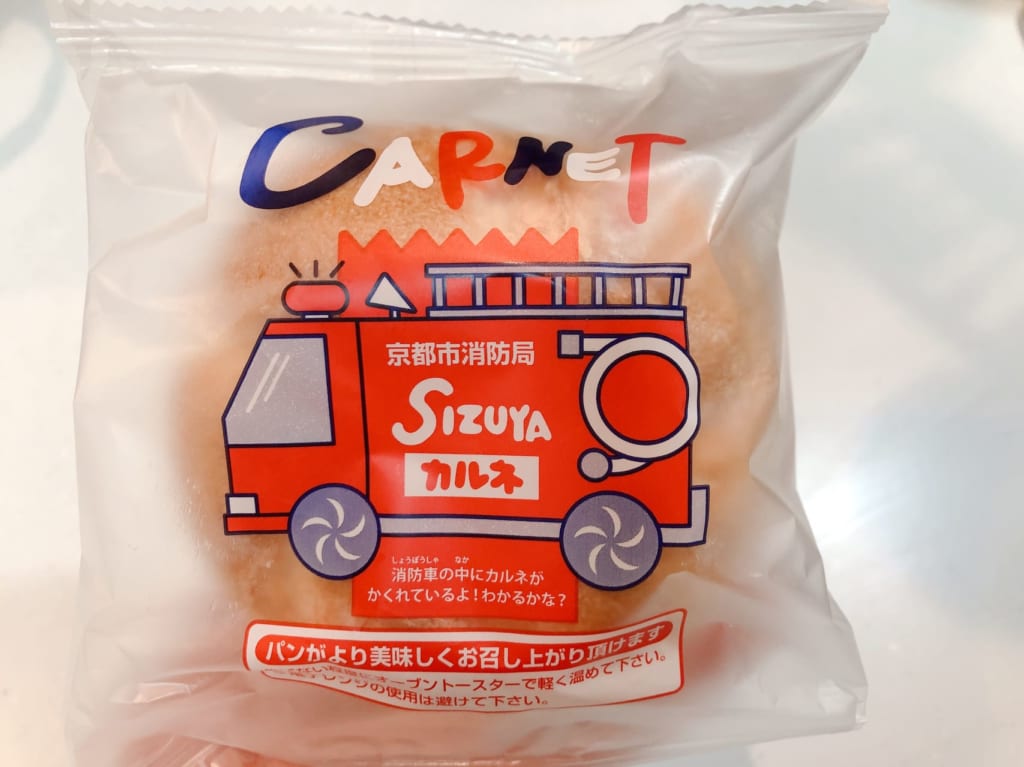 CARNET
京都市消防局
SIZUYA
カルネ
しょうぼうしゃ なか
消防車の中にカルネが
かくれているよ!わかるかな?
パンがより美味しくお召し上がり頂けます
にオーブントースターで軽く温めて下さい。
レンジの使用は避けて下さい。